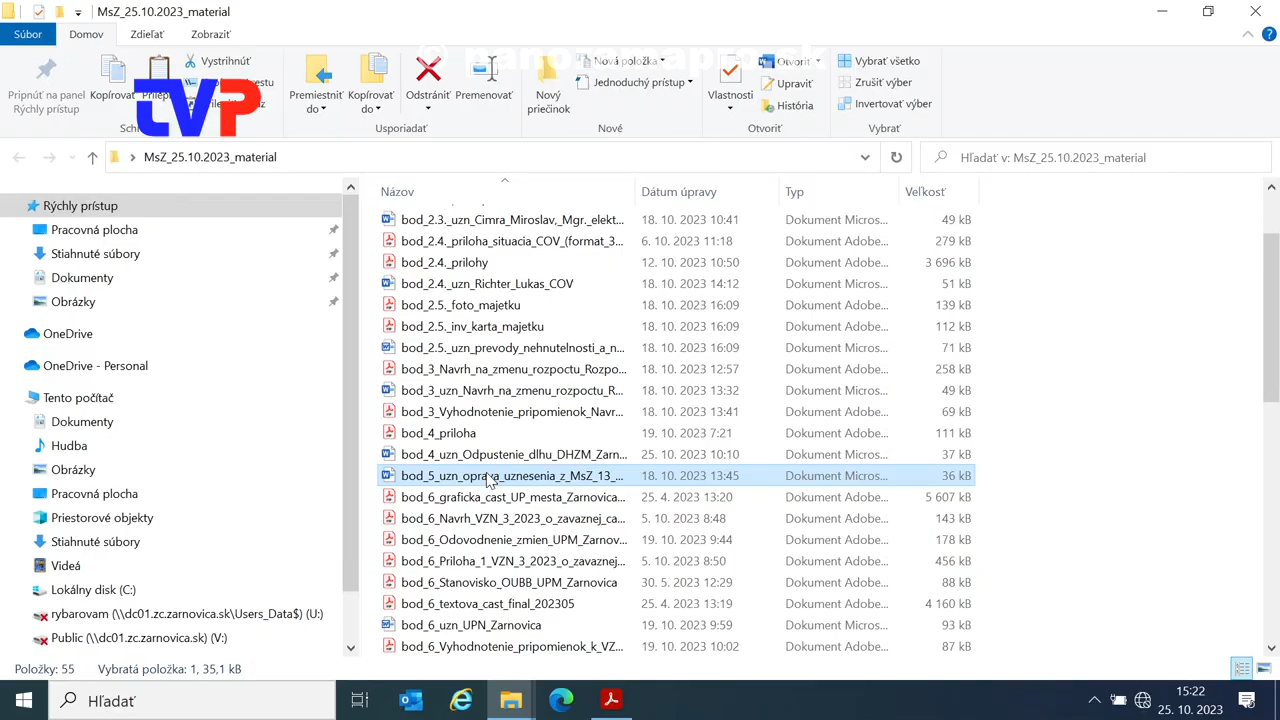 MsZ_25.10.2023_material
Súbor Domov Zdieľať Zobraziť
© panoramapro.sk
Pripnúť na panel Rýchly prístup
Kopírovať
Vystrihnúť
Premiestniť do
Kopírovať do
Odstrániť
Premenovať
Usporiadať
Nový priečinok
Nová položka
Jednoduchý prístup
Nové
Vlastnosti
Otvoriť
Upraviť
História
Otvoriť
Vybrať všetko
Zrušiť výber
Invertovať výber
Vybrať
TVP
MsZ_25.10.2023_material
Hľadať v: MsZ_25.10.2023_material
Rýchly prístup
Pracovná plocha
Stiahnuté súbory
Dokumenty
Obrázky
OneDrive
OneDrive - Personal
Tento počítač
Dokumenty
Hudba
Obrázky
Pracovná plocha
Priestorové objekty
Stiahnuté súbory
Videá
Lokálny disk (C:)
rybarovam (\\dc01.zc.zarnovica.sk\Users_Data$) (U:)
Public (\\dc01.zc.zarnovica.sk) (V:)
Názov Dátum úpravy Typ Veľkosť
bod_2.3._uzn_Cimra_Miroslav,_Mgr._elekt... 18. 10. 2023 10:41 Dokument Micros... 49 kB
bod_2.4._priloha_situacia_COV_(format_3... 6. 10. 2023 11:18 Dokument Adobe... 279 kB
bod_2.4._prilohy 12. 10. 2023 10:50 Dokument Adobe... 3 696 kB
bod_2.4._uzn_Richter_Lukas_COV 18. 10. 2023 14:12 Dokument Micros... 51 kB
bod_2.5._foto_majetku 18. 10. 2023 16:09 Dokument Adobe... 139 kB
bod_2.5._inv_karta_majetku 18. 10. 2023 16:09 Dokument Adobe... 112 kB
bod_2.5._uzn_prevody_nehnutelnosti_a_n... 18. 10. 2023 16:09 Dokument Micros... 71 kB
bod_3_Navrh_na_zmenu_rozpoctu_Rozpo... 18. 10. 2023 12:57 Dokument Adobe... 258 kB
bod_3_uzn_Navrh_na_zmenu_rozpoctu_R... 18. 10. 2023 13:32 Dokument Micros... 49 kB
bod_3_Vyhodnotenie_pripomienok_Navr... 18. 10. 2023 13:41 Dokument Adobe... 69 kB
bod_4_priloha 19. 10. 2023 7:21 Dokument Adobe... 111 kB
bod_4_uzn_Odpustenie_dlhu_DHZM_Zarn... 25. 10. 2023 10:10 Dokument Micros... 37 kB
bod_5_uzn_oprava_uznesenia_z_MsZ_13_... 18. 10. 2023 13:45 Dokument Micros... 36 kB
bod_6_graficka_cast_UP_mesta_Zarnovica... 25. 4. 2023 13:20 Dokument Adobe... 5 607 kB
bod_6_Navrh_VZN_3_2023_o_zavaznej_ca... 5. 10. 2023 8:48 Dokument Adobe... 143 kB
bod_6_Odovodnenie_zmien_UPM_Zarnov... 19. 10. 2023 9:44 Dokument Adobe... 178 kB
bod_6_Priloha_1_VZN_3_2023_o_zavaznej... 5. 10. 2023 8:50 Dokument Adobe... 456 kB
bod_6_Stanovisko_OUBB_UPM_Zarnovica 30. 5. 2023 12:29 Dokument Adobe... 88 kB
bod_6_textova_cast_final_202305 25. 4. 2023 13:19 Dokument Adobe... 4 160 kB
bod_6_uzn_UPN_Zarnovica 19. 10. 2023 9:59 Dokument Micros... 93 kB
bod_6_Vyhodnotenie_pripomienok_k_VZ... 19. 10. 2023 10:02 Dokument Adobe... 87 kB
Položky: 55 Vybratá položka: 1, 35,1 kB
Hľadať
15:22
25. 10. 2023